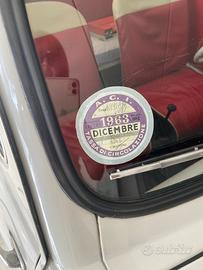 A. C. I.
1963
DICEMBRE
TASSA DI CIRCOLAZIONE
subito